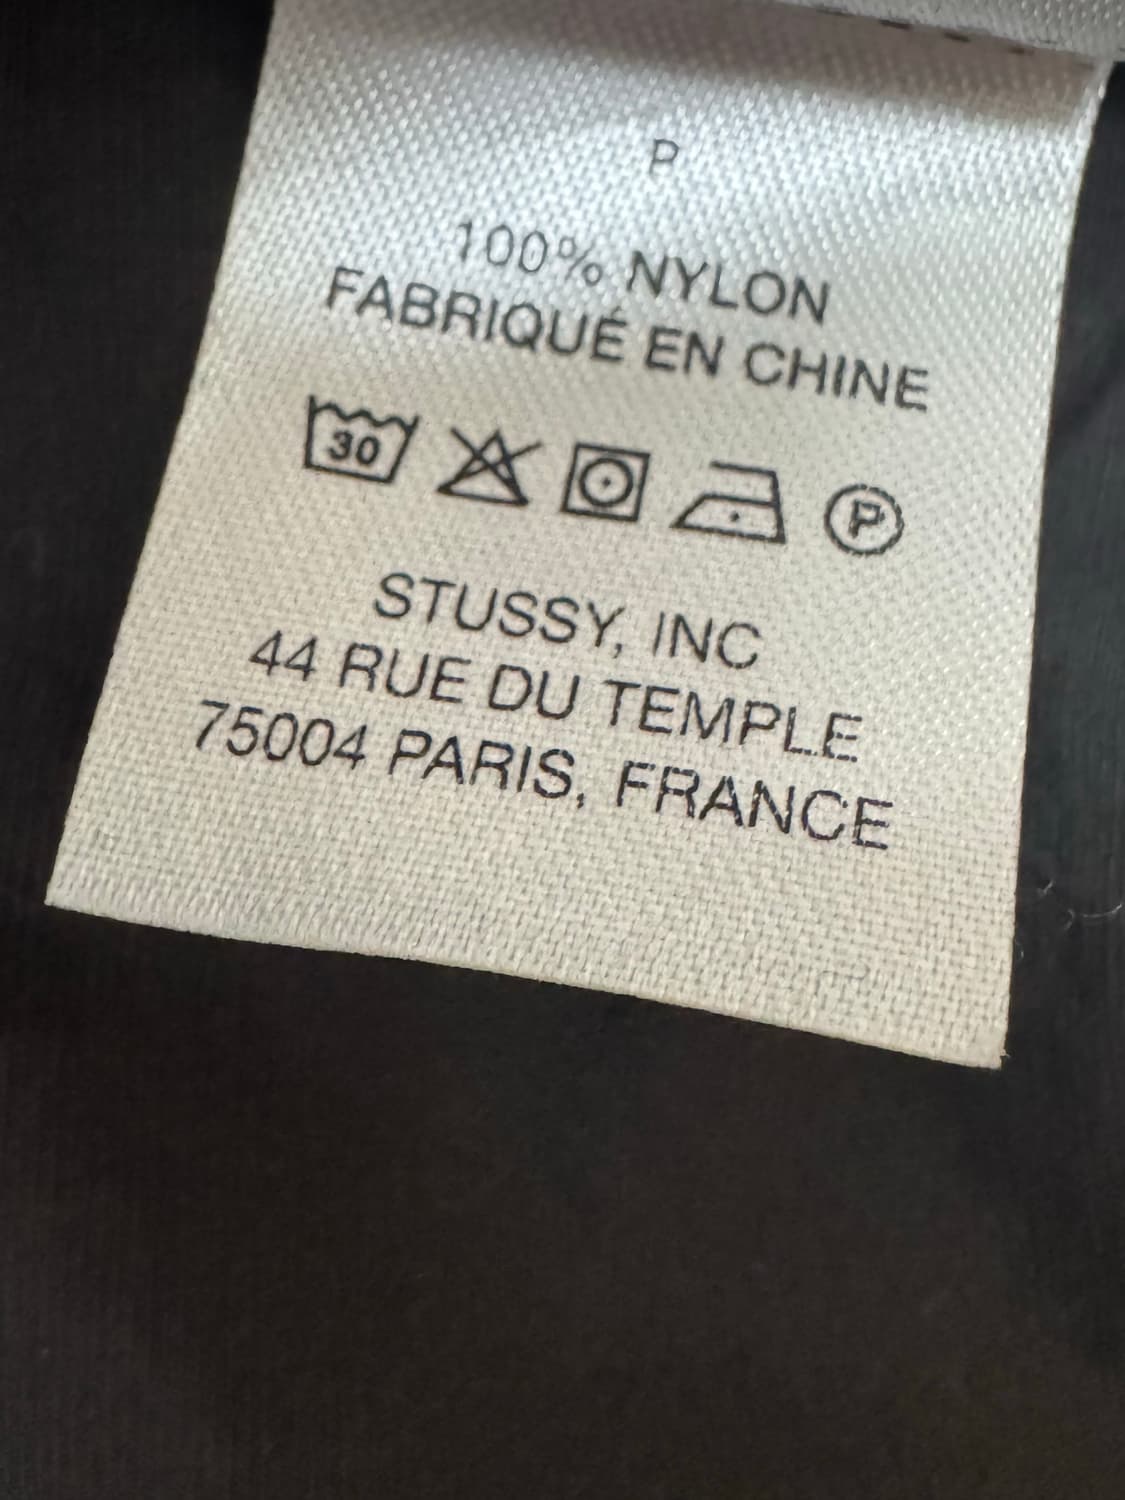 P
100% NYLON
FABRIQUÉ EN CHINE
30 P
STUSSY, INC
44 RUE DU TEMPLE
75004 PARIS, FRANCE